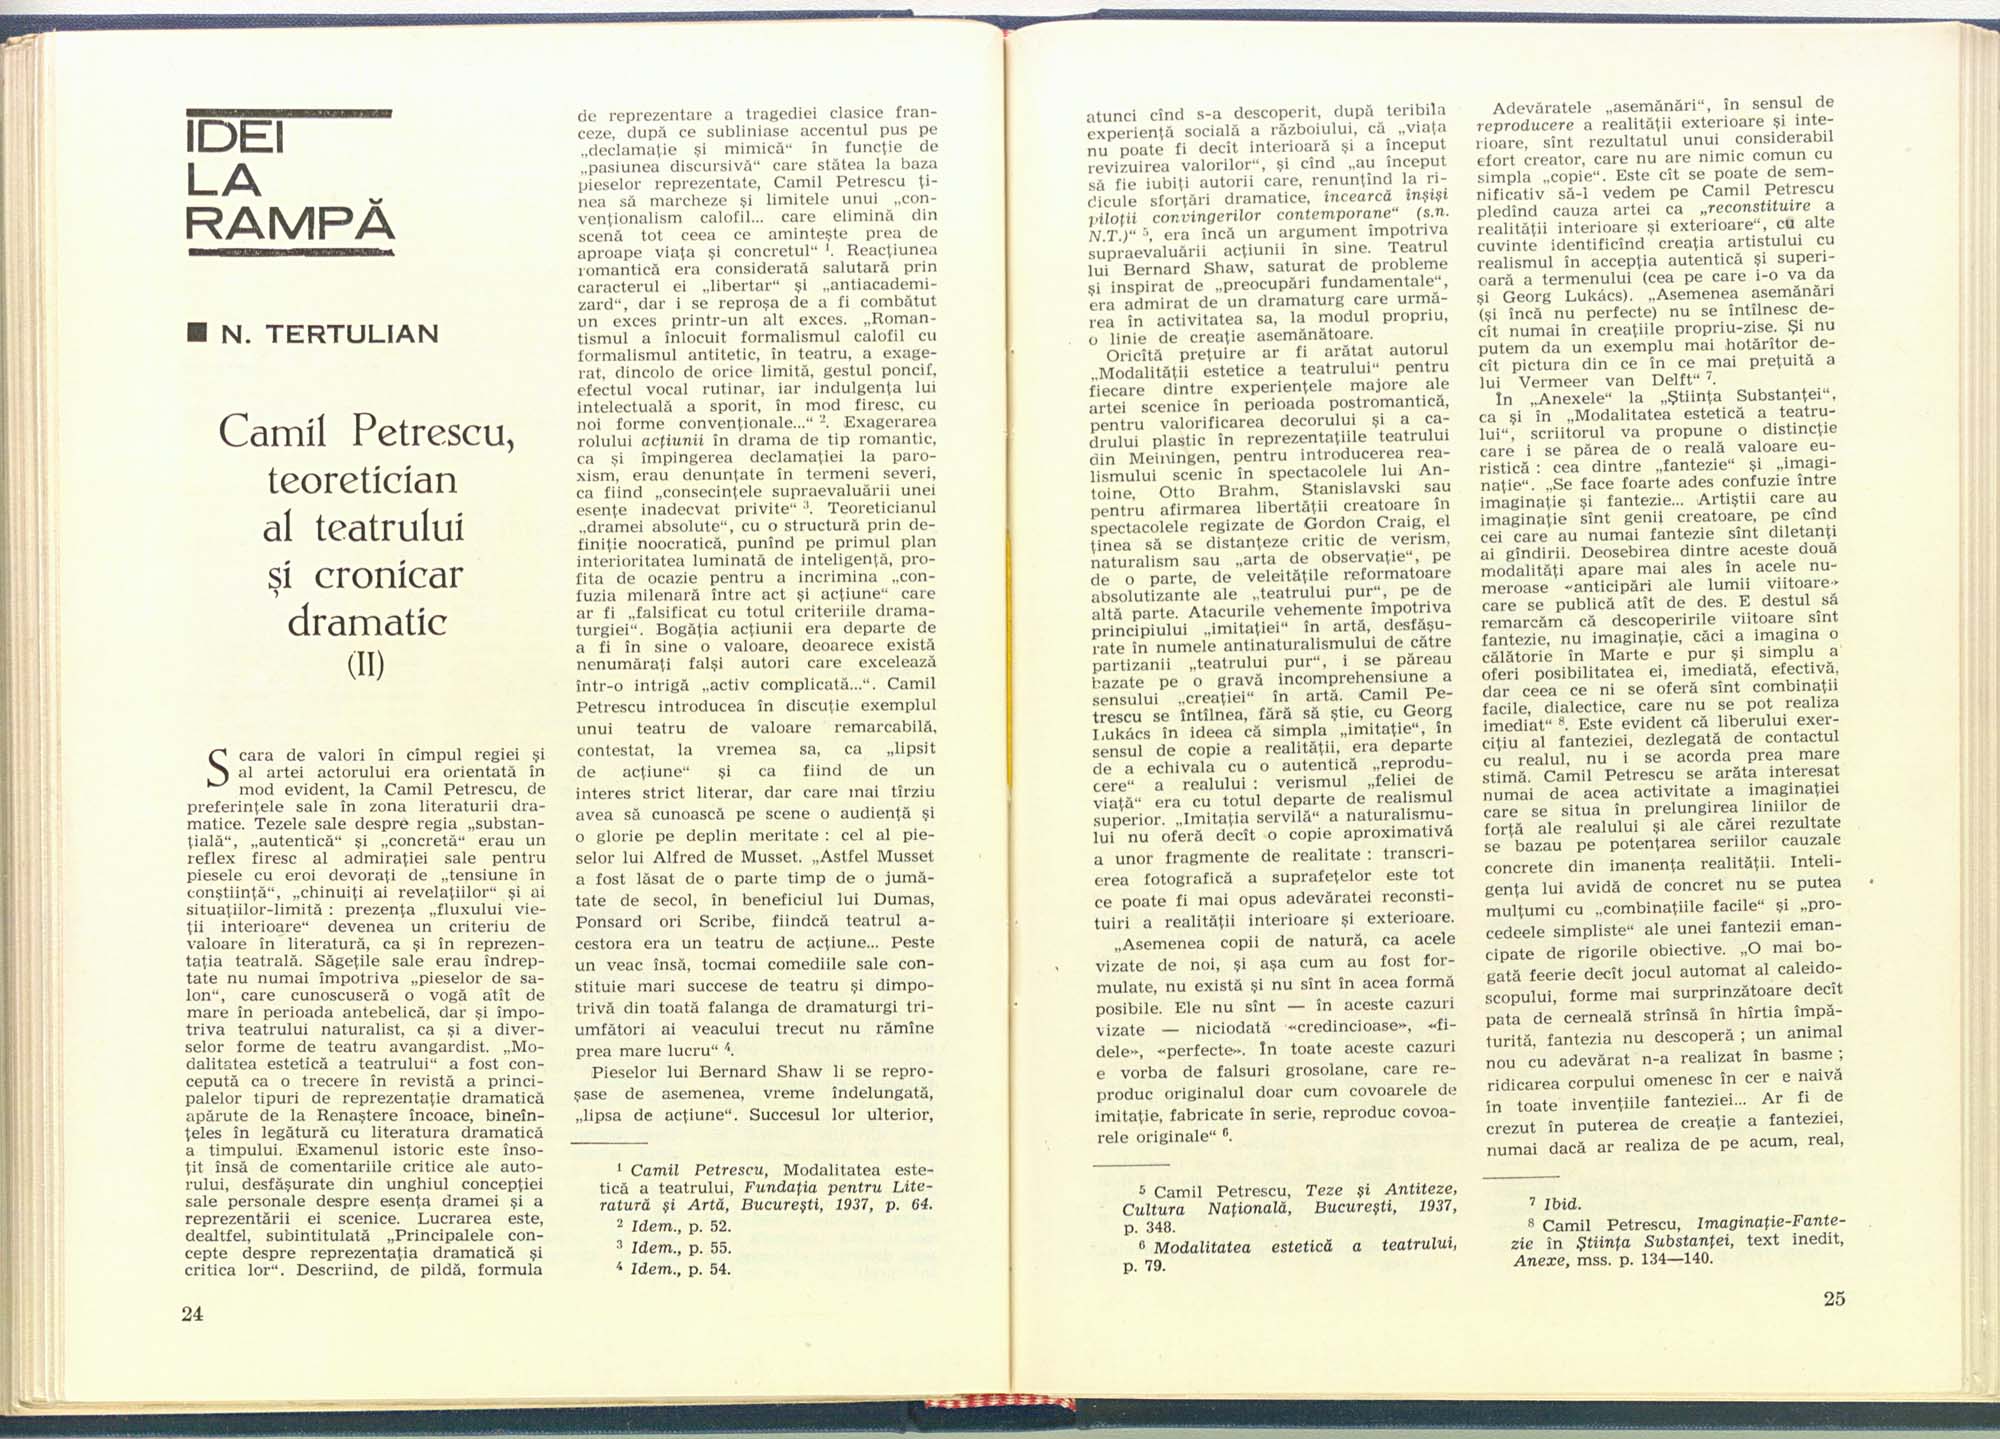 IDEI
LA
RAMPĂ
■ N. TERTULIAN
Camil Petrescu,
teoretician
al teatrului
și cronicar
dramatic
(II)
Scara de valori în cîmpul regiei și
al artei actorului era orientată în
mod evident, la Camil Petrescu, de
preferințele sale în zona literaturii dra-
matice. Tezele sale despre regia „substan-
țială“, „autentică“ și „concretă“ erau un
reflex firesc al admirației sale pentru
piesele cu eroi devorați de „tensiune în
conștiință“, „chinuiți ai revelațiilor“ și ai
situațiilor-limită : prezența „fluxului vie-
ții interioare“ devenea un criteriu de
valoare în literatură, ca și în reprezen-
tația teatrală. Săgețile sale erau îndrep-
tate nu numai împotriva „pieselor de sa-
lon“, care cunoscuseră o vogă atît de
mare în perioada antebelică, dar și împo-
triva teatrului naturalist, ca și a diver-
selor forme de teatru avangardist. „Mo-
dalitatea estetică a teatrului“ a fost con-
cepută ca o trecere în revistă a princi-
palelor tipuri de reprezentație dramatică
apărute de la Renaștere încoace, bineîn-
țeles în legătură cu literatura dramatică
a timpului. Examenul istoric este înso-
țit însă de comentariile critice ale auto-
rului, desfășurate din unghiul concepției
sale personale despre esența dramei și a
reprezentării ei scenice. Lucrarea este,
dealtfel, subintitulată „Principalele con-
cepte despre reprezentația dramatică și
critica lor“. Descriind, de pildă, formula
de reprezentare a tragediei clasice fran-
ceze, după ce subliniase accentul pus pe
„declamație și mimică“ în funcție de
„pasiunea discursivă“ care stătea la baza
pieselor reprezentate, Camil Petrescu ți-
nea să marcheze și limitele unui „con-
venționalism calofil... care elimină din
scenă tot ceea ce amintește prea de
aproape viața și concretul“ 1. Reacțiunea
romantică era considerată salutară prin
caracterul ei „libertar“ și „antiacademi-
zard“, dar i se reproșa de a fi combătut
un exces printr-un alt exces. „Roman-
tismul a înlocuit formalismul calofil cu
formalismul antitetic, în teatru, a exage-
rat, dincolo de orice limită, gestul poncif,
efectul vocal rutinar, iar indulgența lui
intelectuală a sporit, în mod firesc, cu
noi forme convenționale...“ 2. Exagerarea
rolului acțiunii în drama de tip romantic,
ca și împingerea declamației la paro-
xism, erau denunțate în termeni severi,
ca fiind „consecințele supraevaluării unei
esențe inadecvat privite“ 3. Teoreticianul
„dramei absolute“, cu o structură prin de-
finiție noocratică, punînd pe primul plan
interioritatea luminată de inteligență, pro-
fita de ocazie pentru a incrimina „con-
fuzia milenară între act și acțiune“ care
ar fi „falsificat cu totul criteriile drama-
turgiei“. Bogăția acțiunii era departe de
a fi în sine o valoare, deoarece există
nenumărați falși autori care excelează
într-o intrigă „activ complicată...“. Camil
Petrescu introducea în discuție exemplul
unui teatru de valoare remarcabilă,
contestat, la vremea sa, ca „lipsit
de acțiune“ și ca fiind de un
interes strict literar, dar care mai tîrziu
avea să cunoască pe scene o audiență și
o glorie pe deplin meritate : cel al pie-
selor lui Alfred de Musset. „Astfel Musset
a fost lăsat de o parte timp de o jumă-
tate de secol, în beneficiul lui Dumas,
Ponsard ori Scribe, fiindcă teatrul a-
cestora era un teatru de acțiune... Peste
un veac însă, tocmai comediile sale con-
stituie mari succese de teatru și dimpo-
trivă din toată falanga de dramaturgi tri-
umfători ai veacului trecut nu rămîne
prea mare lucru“ 4.
Pieselor lui Bernard Shaw li se repro-
șase de asemenea, vreme îndelungată,
„lipsa de acțiune“. Succesul lor ulterior,
1 Camil Petrescu, Modalitatea este-
tică a teatrului, Fundația pentru Lite-
ratură și Artă, București, 1937, p. 64.
2 Idem., p. 52.
3 Idem., p. 55.
4 Idem., p. 54.
24
atunci cînd s-a descoperit, după teribila
experiență socială a războiului, că „viața
nu poate fi decît interioară și a început
revizuirea valorilor“, și cînd „au început
să fie iubiți autorii care, renunțînd la ri-
dicule sforțări dramatice, încearcă înșiși
piloții convingerilor contemporane“ (s.n.
N.T.)“ 5, era încă un argument împotriva
supraevaluării acțiunii în sine. Teatrul
lui Bernard Shaw, saturat de probleme
și inspirat de „preocupări fundamentale“,
era admirat de un dramaturg care urmă-
rea în activitatea sa, la modul propriu,
o linie de creație asemănătoare.
Oricîtă prețuire ar fi arătat autorul
„Modalității estetice a teatrului“ pentru
fiecare dintre experiențele majore ale
artei scenice în perioada postromantică,
pentru valorificarea decorului și a ca-
drului plastic în reprezentațiile teatrului
din Meiningen, pentru introducerea rea-
lismului scenic în spectacolele lui An-
toine, Otto Brahm, Stanislavski sau
pentru afirmarea libertății creatoare în
spectacolele regizate de Gordon Craig, el
ținea să se distanțeze critic de verism,
naturalism sau „arta de observație“, pe
de o parte, de veleitățile reformatoare
absolutizante ale „teatrului pur“, pe de
altă parte. Atacurile vehemente împotriva
principiului „imitației“ în artă, desfășu-
rate în numele antinaturalismului de către
partizanii „teatrului pur“, i se păreau
bazate pe o gravă incomprehensiune a
sensului „creației“ în artă. Camil Pe-
trescu se întîlnea, fără să știe, cu Georg
Lukács în ideea că simpla „imitație“, în
sensul de copie a realității, era departe
de a echivala cu o autentică „reprodu-
cere“ a realului : verismul „feliei de
viață“ era cu totul departe de realismul
superior. „Imitația servilă“ a naturalismu-
lui nu oferă decît o copie aproximativă
a unor fragmente de realitate : transcri-
erea fotografică a suprafețelor este tot
ce poate fi mai opus adevăratei reconsti-
tuiri a realității interioare și exterioare.
„Asemenea copii de natură, ca acele
vizate de noi, și așa cum au fost for-
mulate, nu există și nu sînt în acea formă
posibile. Ele nu sînt — în aceste cazuri
vizate — niciodată «credincioase», «fi-
dele», «perfecte». În toate aceste cazuri
e vorba de falsuri grosolane, care re-
produc originalul doar cum covoarele de
imitație, fabricate în serie, reproduc covoa-
rele originale“ 6.
5 Camil Petrescu, Teze și Antiteze,
Cultura Națională, București, 1937,
p. 348.
6 Modalitatea estetică a teatrului,
p. 79.
Adevăratele „asemănări“, în sensul de
reproducere a realității exterioare și inte-
rioare, sînt rezultatul unui considerabil
efort creator, care nu are nimic comun cu
simpla „copie“. Este cît se poate de sem-
nificativ să-l vedem pe Camil Petrescu
pledînd cauza artei ca „reconstituire a
realității interioare și exterioare“, cu alte
cuvinte identificînd creația artistului cu
realismul în accepția autentică și superi-
oară a termenului (cea pe care i-o va da
și Georg Lukács). „Asemenea asemănări
(și încă nu perfecte) nu se întîlnesc de-
cît numai în creațiile propriu-zise. Și nu
putem da un exemplu mai hotărîtor de-
cît pictura din ce în ce mai prețuită a
lui Vermeer van Delft“ 7.
În „Anexele“ la „Știința Substanței“,
ca și în „Modalitatea estetică a teatru-
lui“, scriitorul va propune o distincție
care i se părea de o reală valoare eu-
ristică : cea dintre „fantezie“ și „imagi-
nație“. „Se face foarte ades confuzie între
imaginație și fantezie... Artiștii care au
imaginație sînt genii creatoare, pe cînd
cei care au numai fantezie sînt diletanți
ai gîndirii. Deosebirea dintre aceste două
modalități apare mai ales în acele nu-
meroase «anticipări ale lumii viitoare»
care se publică atît de des. E destul să
remarcăm că descoperirile viitoare sînt
fantezie, nu imaginație, căci a imagina o
călătorie în Marte e pur și simplu a
oferi posibilitatea ei, imediată, efectivă,
dar ceea ce ni se oferă sînt combinații
facile, dialectice, care nu se pot realiza
imediat“ 8. Este evident că liberului exer-
cițiu al fanteziei, dezlegată de contactul
cu realul, nu i se acorda prea mare
stimă. Camil Petrescu se arăta interesat
numai de acea activitate a imaginației
care se situa în prelungirea liniilor de
forță ale realului și ale cărei rezultate
se bazau pe potențarea seriilor cauzale
concrete din imanența realității. Inteli-
gența lui avidă de concret nu se putea
mulțumi cu „combinațiile facile“ și „pro-
cedeele simpliste“ ale unei fantezii eman-
cipate de rigorile obiective. „O mai bo-
gată feerie decît jocul automat al caleido-
scopului, forme mai surprinzătoare decît
pata de cerneală strînsă în hîrtia împă-
turită, fantezia nu descoperă ; un animal
nou cu adevărat n-a realizat în basme ;
ridicarea corpului omenesc în cer e naivă
în toate invențiile fanteziei... Ar fi de
crezut în puterea de creație a fanteziei,
numai dacă ar realiza de pe acum, real,
7 Ibid.
8 Camil Petrescu, Imaginație-Fante-
zie în Știința Substanței, text inedit,
Anexe, mss. p. 134—140.
25